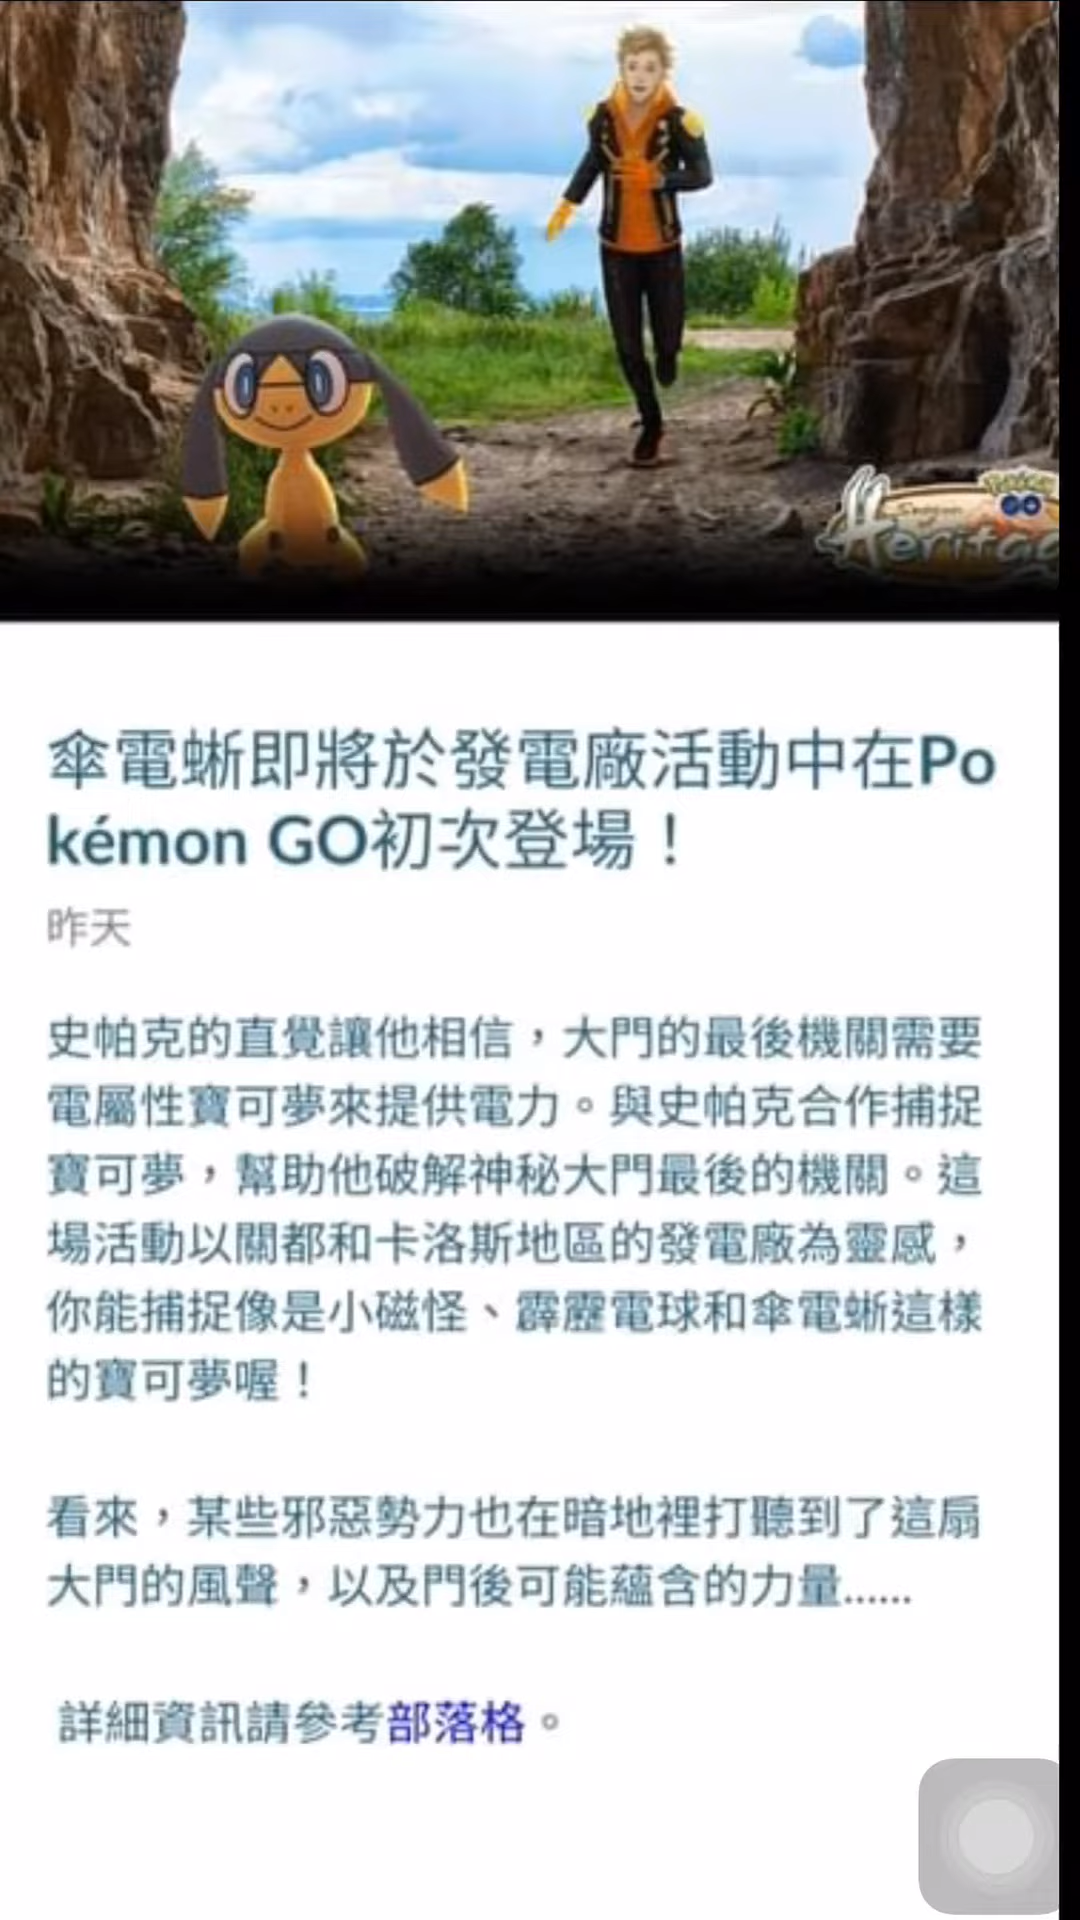 Pokémon
GO
Season
Heritag
傘電蜥即將於發電廠活動中在Po
kémon GO初次登場！
昨天
史帕克的直覺讓他相信，大門的最後機關需要
電屬性寶可夢來提供電力。與史帕克合作捕捉
寶可夢，幫助他破解神秘大門最後的機關。這
場活動以關都和卡洛斯地區的發電廠為靈感，
你能捕捉像是小磁怪、霹靂電球和傘電蜥這樣
的寶可夢喔！
看來，某些邪惡勢力也在暗地裡打聽到了這扇
大門的風聲，以及門後可能蘊含的力量......
詳細資訊請參考部落格。